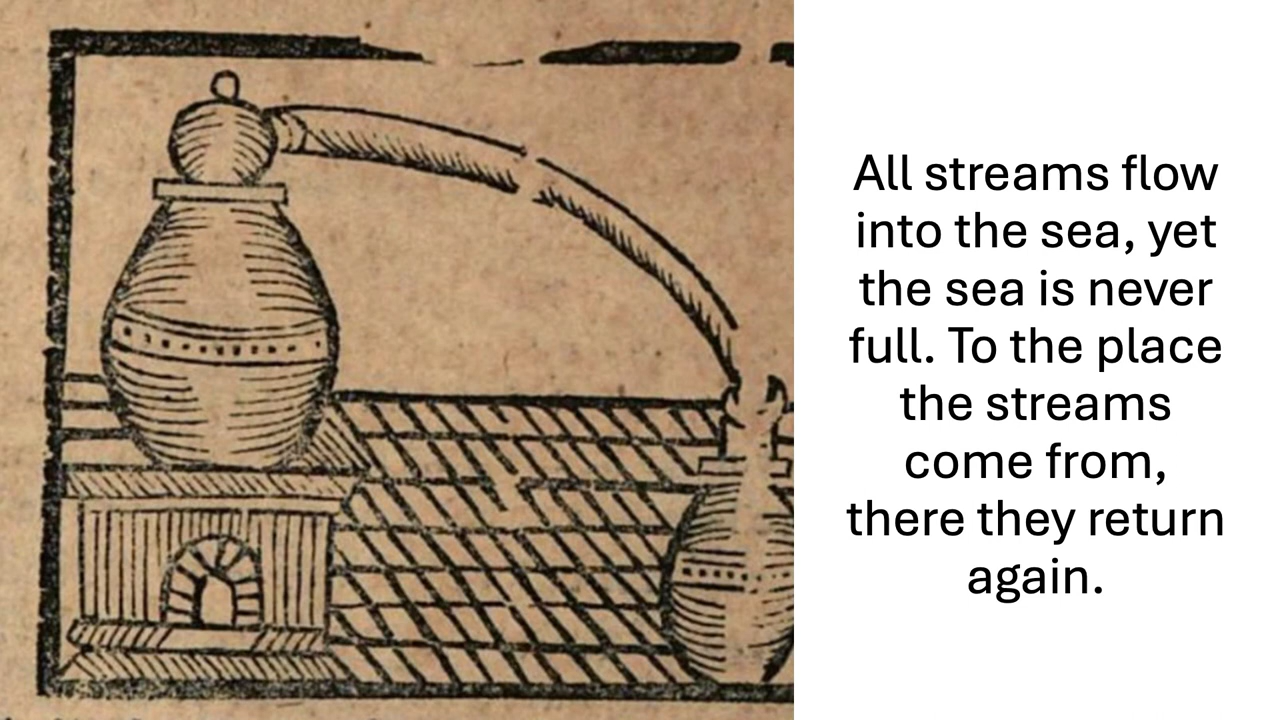 All streams flow
into the sea, yet
the sea is never
full. To the place
the streams
come from,
there they return
again.